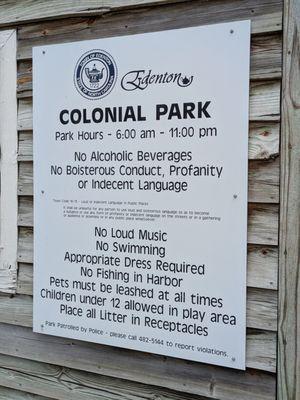 Edenton
COLONIAL PARK
Park Hours - 6:00 am - 11:00 pm
No Alcoholic Beverages
No Boisterous Conduct, Profanity
or Indecent Language
No Loud Music
No Swimming
Appropriate Dress Required
No Fishing in Harbor
Pets must be leashed at all times
Children under 12 allowed in play area
Place all Litter in Receptacles
Park Patrolled by Police - please call 482-5144 to report violations.